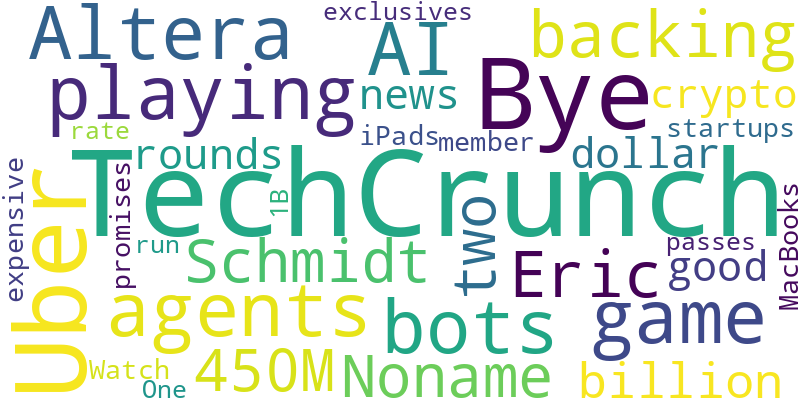 exclusives
Altera
AI
backing
Bye
playing
news
crypto
rate
iPads
member
startups
rounds
dollar
TechCrunch
expensive
Uber
promises
1B
two
MacBooks
run
passes
Schmidt
Eric
good
agents
bots
game
Watch
450M
Noname
billion
One